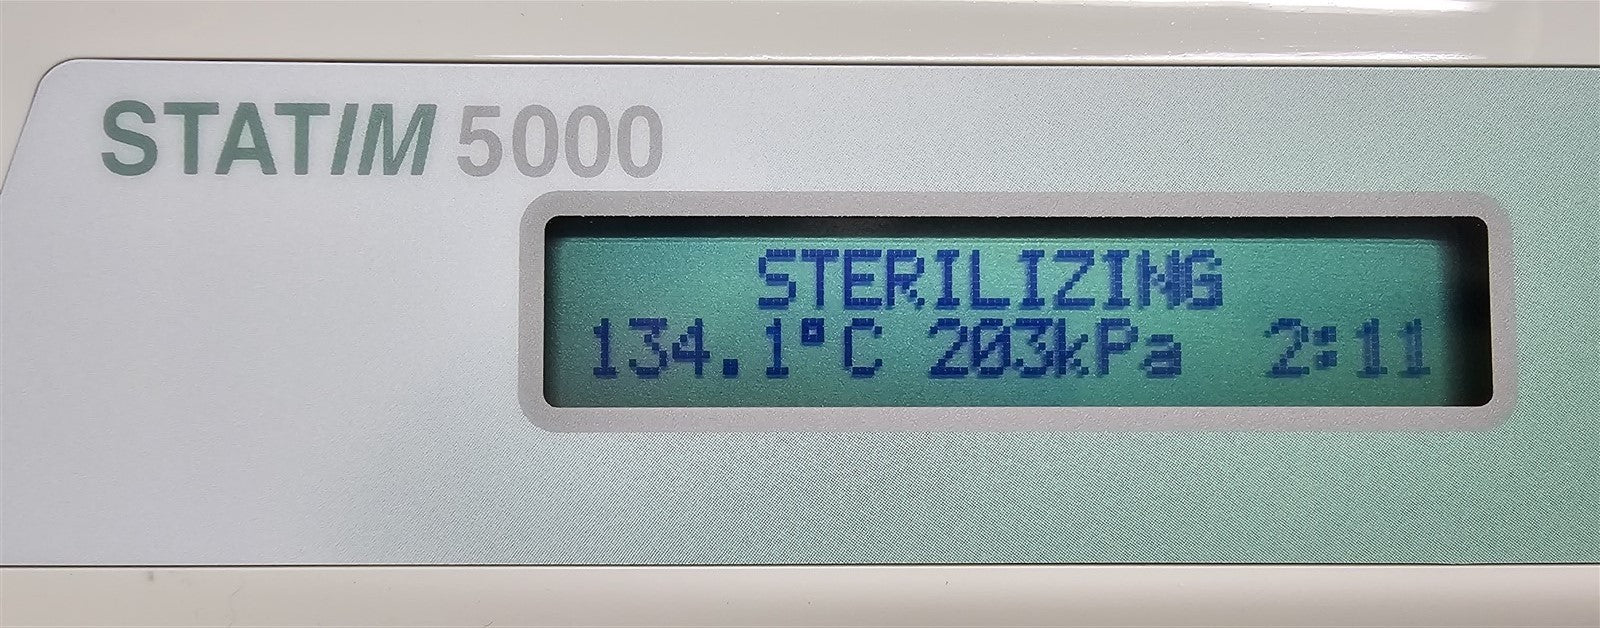 STATIM 5000
STERILIZING
134.1°C 203kPa 2:11